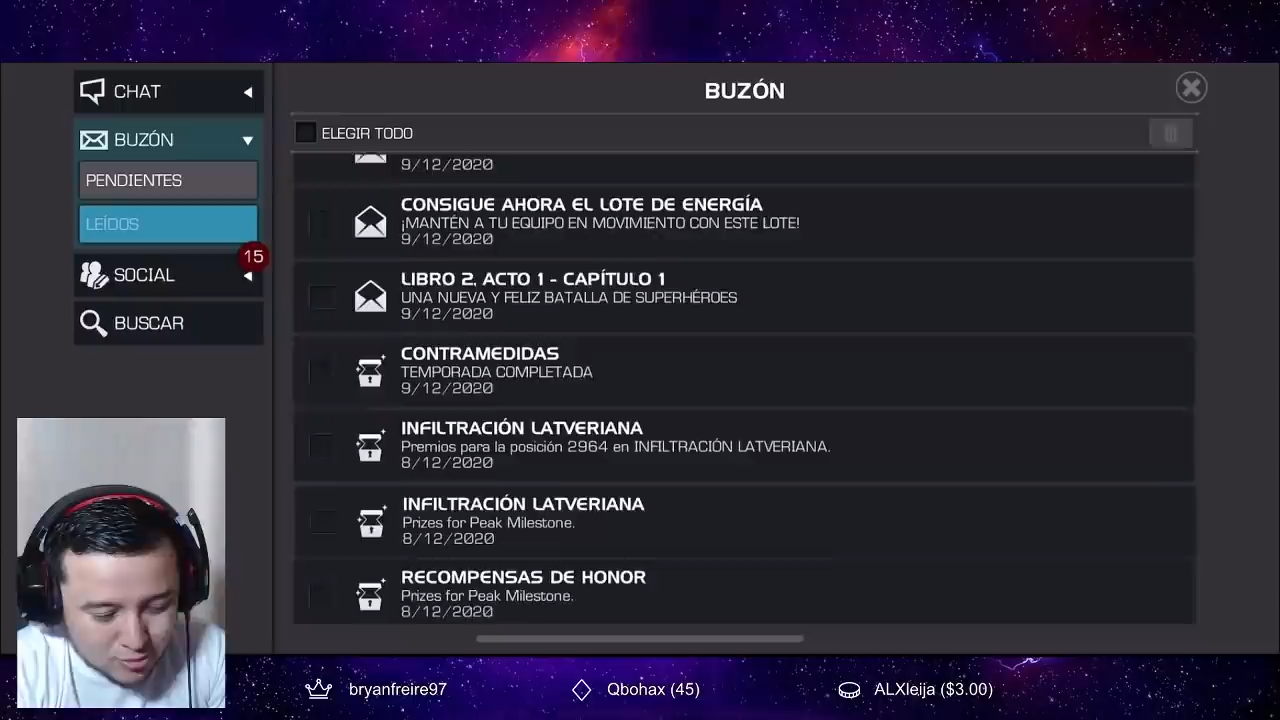 CHAT
BUZÓN
PENDIENTES
LEÍDOS
15
SOCIAL
BUSCAR
BUZÓN
ELEGIR TODO
9/12/2020
CONSIGUE AHORA EL LOTE DE ENERGÍA
¡MANTÉN A TU EQUIPO EN MOVIMIENTO CON ESTE LOTE!
9/12/2020
LIBRO 2, ACTO 1 - CAPÍTULO 1
UNA NUEVA Y FELIZ BATALLA DE SUPERHÉROES
9/12/2020
CONTRAMEDIDAS
TEMPORADA COMPLETADA
9/12/2020
INFILTRACIÓN LATVERIANA
Premios para la posición 2964 en INFILTRACIÓN LATVERIANA.
8/12/2020
INFILTRACIÓN LATVERIANA
Prizes for Peak Milestone.
8/12/2020
RECOMPENSAS DE HONOR
Prizes for Peak Milestone.
8/12/2020
bryanfreire97
Qbohax (45)
ALXleija ($3.00)